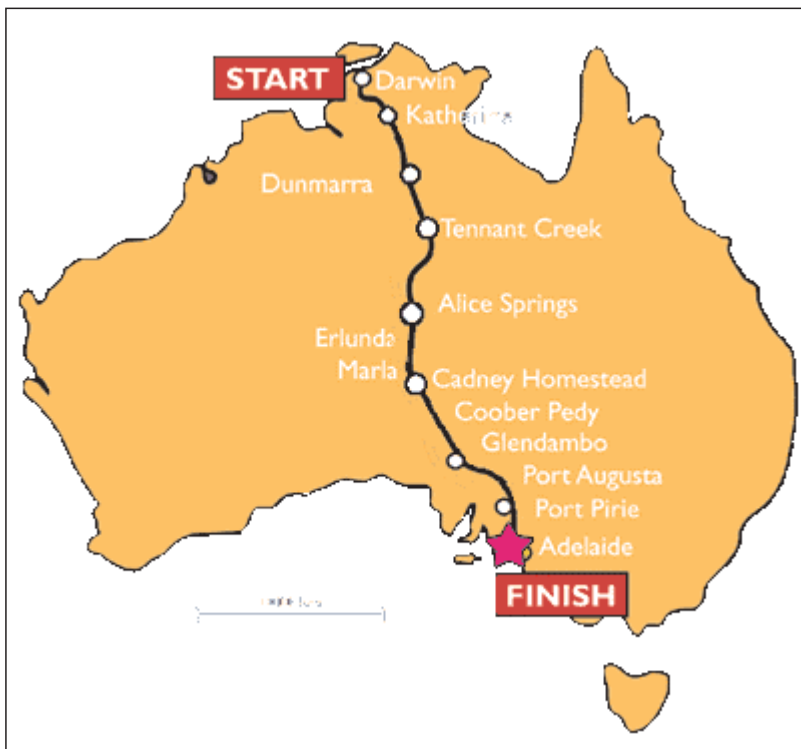 START
Darwin
Katherine
Dunmarra
Tennant Creek
Alice Springs
Erlunda
Marla
Cadney Homestead
Coober Pedy
Glendambo
Port Augusta
Port Pirie
Adelaide
FINISH